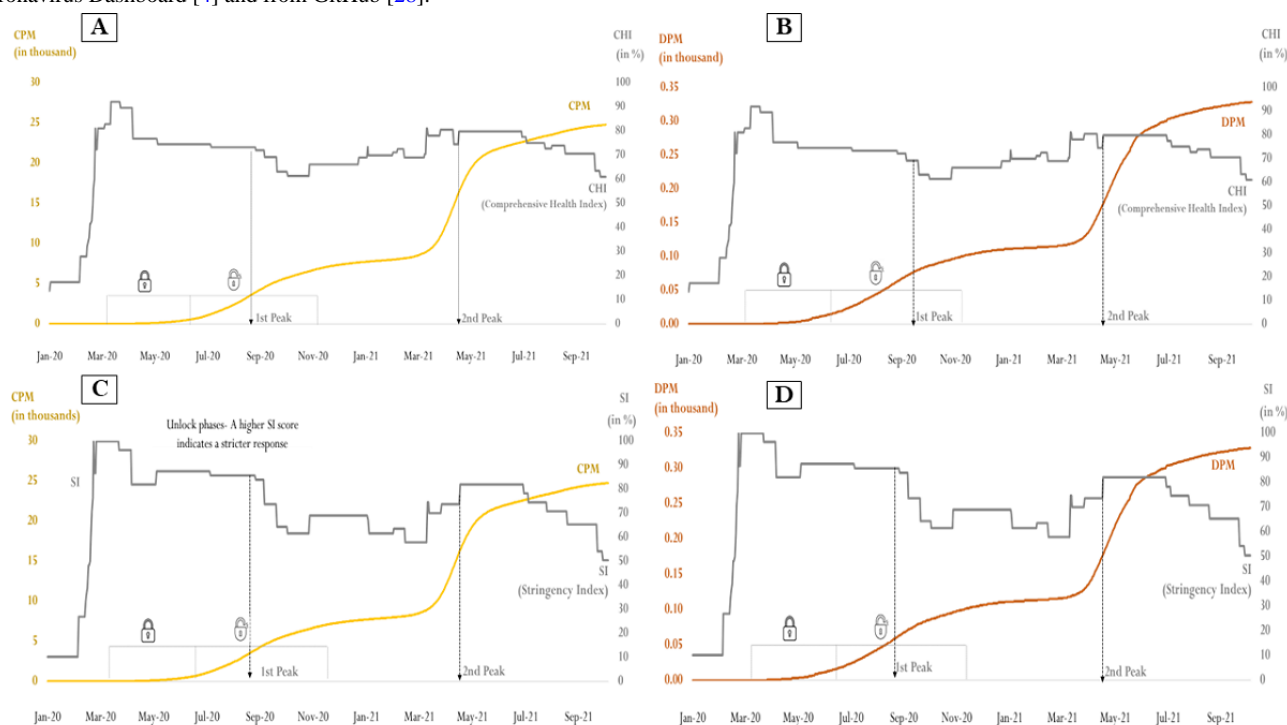 ronavirus Dashboard [4] and from GitHub [28].
A
CPM
(in thousand)
CHI
(in %)
30
25
20
15
10
5
0
100
90
80
70
60
50
40
30
20
10
0
CPM
CHI
(Comprehensive Health Index)
1st Peak
2nd Peak
Jan-20 Mar-20 May-20 Jul-20 Sep-20 Nov-20 Jan-21 Mar-21 May-21 Jul-21 Sep-21
B
DPM
(in thousand)
CHI
(in %)
0.35
0.30
0.25
0.20
0.15
0.10
0.05
0.00
100
90
80
70
60
50
40
30
20
10
0
DPM
CHI
(Comprehensive Health Index)
1st Peak
2nd Peak
Jan-20 Mar-20 May-20 Jul-20 Sep-20 Nov-20 Jan-21 Mar-21 May-21 Jul-21 Sep-21
C
CPM
(in thousands)
SI
(in %)
Unlock phases- A higher SI score
indicates a stricter response
30
25
20
15
10
5
0
100
90
80
70
60
50
40
30
20
10
0
SI
CPM
SI
(Stringency Index)
1st Peak
2nd Peak
Jan-20 Mar-20 May-20 Jul-20 Sep-20 Nov-20 Jan-21 Mar-21 May-21 Jul-21 Sep-21
D
DPM
(in thousand)
SI
(in %)
0.35
0.30
0.25
0.20
0.15
0.10
0.05
0.00
100
90
80
70
60
50
40
30
20
10
0
DPM
SI
(Stringency Index)
1st Peak
2nd Peak
Jan-20 Mar-20 May-20 Jul-20 Sep-20 Nov-20 Jan-21 Mar-21 May-21 Jul-21 Sep-21